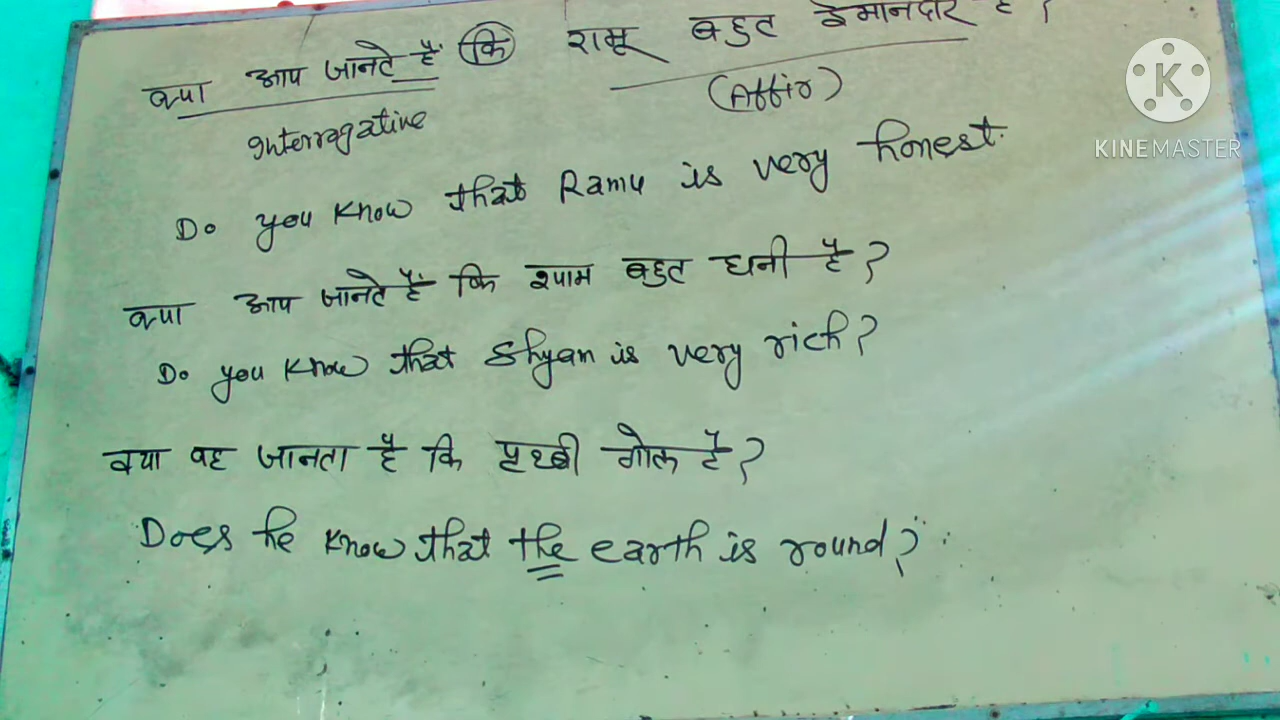 क्या आप जानते हैं कि रामू बहुत ईमानदार है ?
Interragative
(Affir)
Do you know that Ramu is very honest.
क्या आप जानते हैं कि श्याम बहुत धनी है ?
Do you know that Shyam is very rich ?
क्या वह जानता है कि पृथ्वी गोल है ?
Does he know that the earth is round ?
K
KINEMASTER